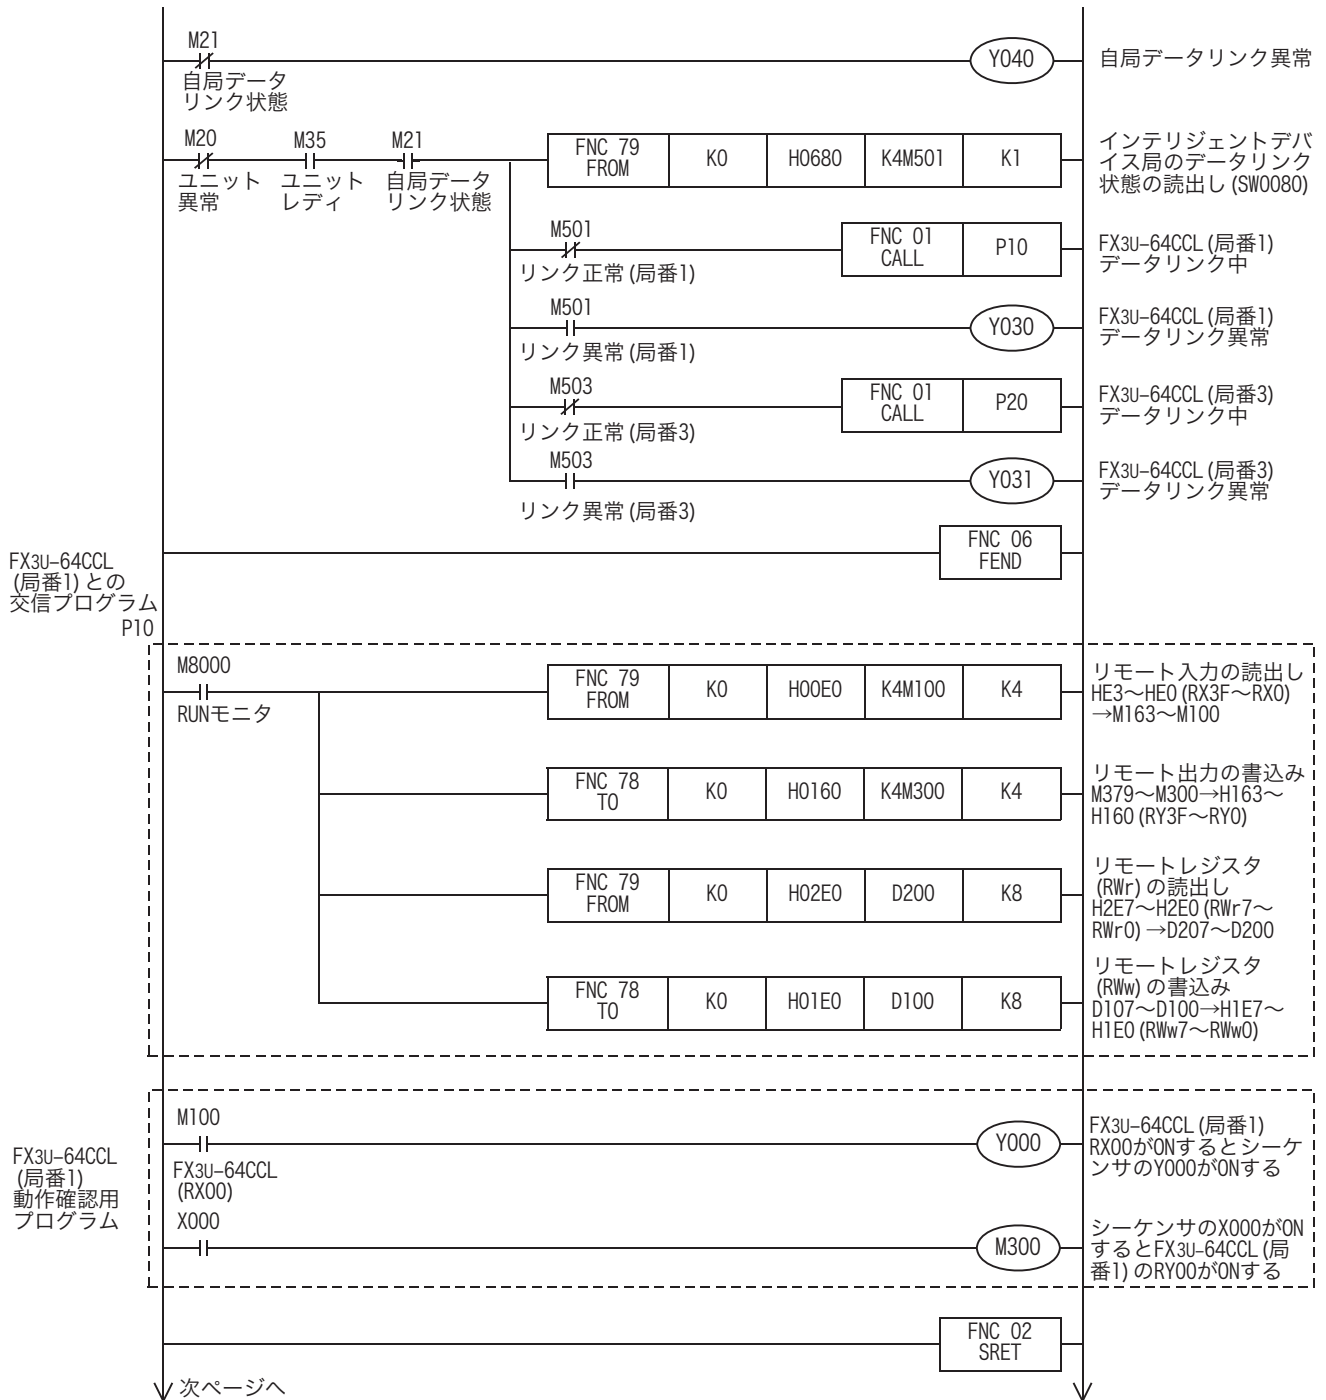 M21
自局データ
リンク状態
Y040
自局データリンク異常
M20
ユニット
異常
M35
ユニット
レディ
M21
自局データ
リンク状態
FNC 79
FROM
K0
H0680
K4M501
K1
インテリジェントデバ
イス局のデータリンク
状態の読出し(SW0080)
M501
リンク正常(局番1)
FNC 01
CALL
P10
FX3U-64CCL(局番1)
データリンク中
M501
リンク異常(局番1)
Y030
FX3U-64CCL(局番1)
データリンク異常
M503
リンク正常(局番3)
FNC 01
CALL
P20
FX3U-64CCL(局番3)
データリンク中
M503
リンク異常(局番3)
Y031
FX3U-64CCL(局番3)
データリンク異常
FNC 06
FEND
FX3U-64CCL
(局番1)との
交信プログラム
P10
M8000
RUNモニタ
FNC 79
FROM
K0
H00E0
K4M100
K4
リモート入力の読出し
HE3～HE0(RX3F～RX0)
→M163～M100
FNC 78
TO
K0
H0160
K4M300
K4
リモート出力の書込み
M379～M300→H163～
H160(RY3F～RY0)
FNC 79
FROM
K0
H02E0
D200
K8
リモートレジスタ
(RWr)の読出し
H2E7～H2E0(RWr7～
RWr0)→D207～D200
FNC 78
TO
K0
H01E0
D100
K8
リモートレジスタ
(RWw)の書込み
D107～D100→H1E7～
H1E0(RWw7～RWw0)
FX3U-64CCL
(局番1)
動作確認用
プログラム
M100
FX3U-64CCL
(RX00)
Y000
FX3U-64CCL(局番1)
RX00がONするとシーケ
ンサのY000がONする
X000
M300
シーケンサのX000がON
するとFX3U-64CCL(局
番1)のRY00がONする
FNC 02
SRET
次ページへ